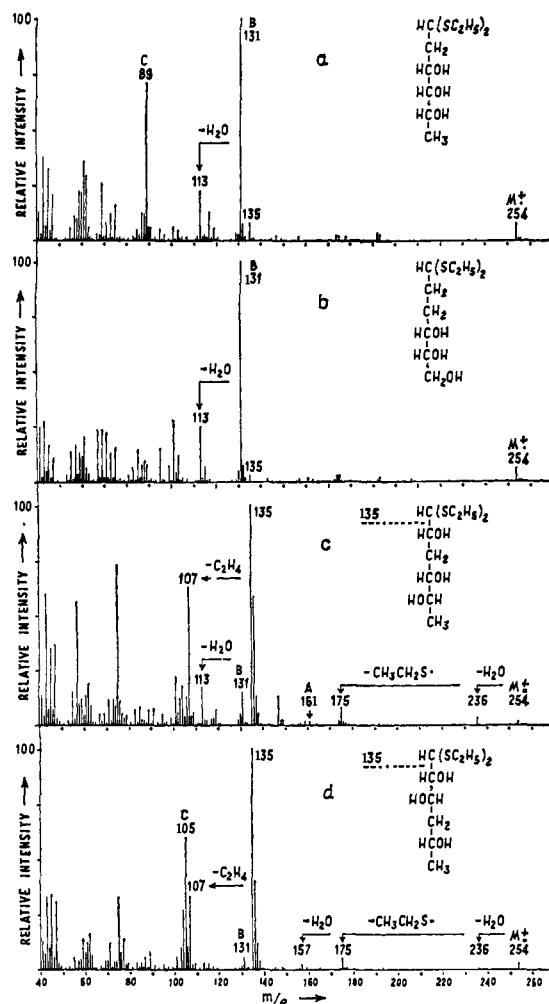 100
RELATIVE INTENSITY
a
B
131
C
89
-H2O
113
135
M+·
254
HC(SC2H5)2
CH2
HCOH
HCOH
HCOH
CH3
100
RELATIVE INTENSITY
b
B
131
-H2O
113
135
M+·
254
HC(SC2H5)2
CH2
CH2
HCOH
HCOH
CH2OH
100
RELATIVE INTENSITY
c
135
-C2H4
107
-H2O
113
B
131
A
161
-CH3CH2S·
175
-H2O
236
M+·
254
135
HC(SC2H5)2
HCOH
CH2
HCOH
HOCH
CH3
100
RELATIVE INTENSITY
d
135
C
105
-C2H4
107
B
131
-H2O
157
-CH3CH2S·
175
-H2O
236
M+·
254
135
HC(SC2H5)2
HCOH
HOCH
CH2
HCOH
CH3
40 60 80 100 120 140 160 180 200 220 240 260
m/e